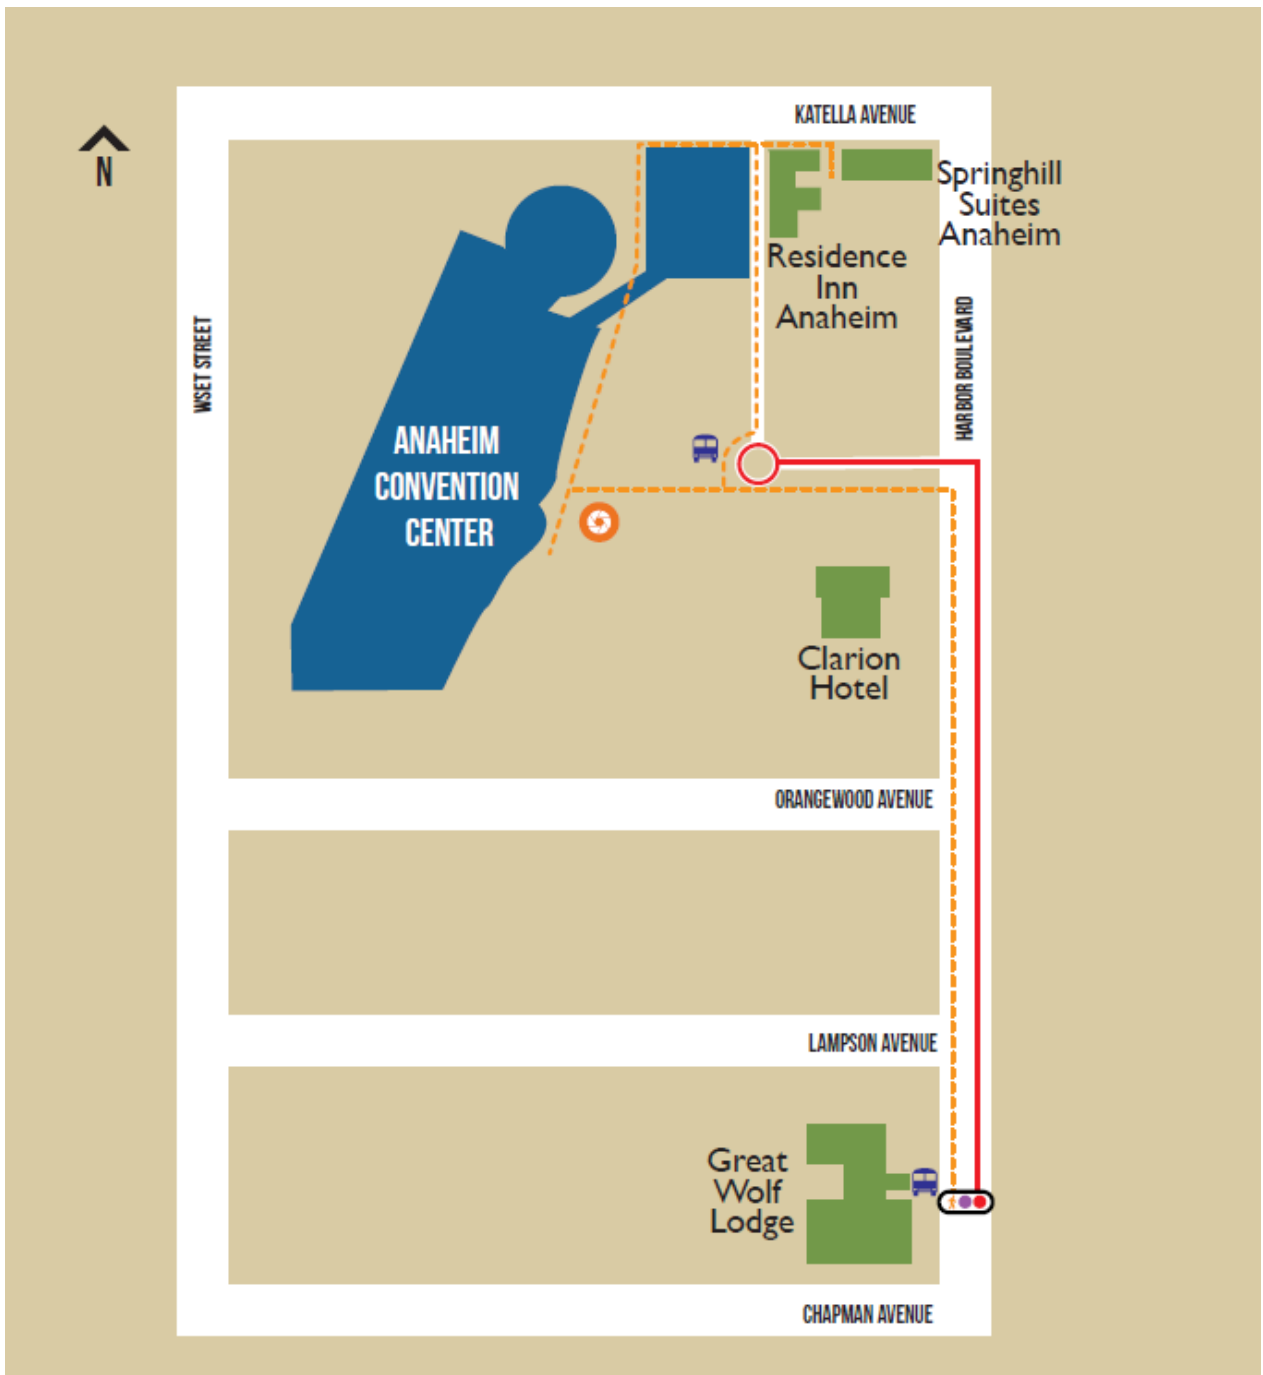 KATELLA AVENUE
N
Springhill
Suites
Anaheim
Residence
Inn
Anaheim
WSET STREET
HARBOR BOULEVARD
ANAHEIM
CONVENTION
CENTER
Clarion
Hotel
ORANGEWOOD AVENUE
LAMPSON AVENUE
Great
Wolf
Lodge
CHAPMAN AVENUE